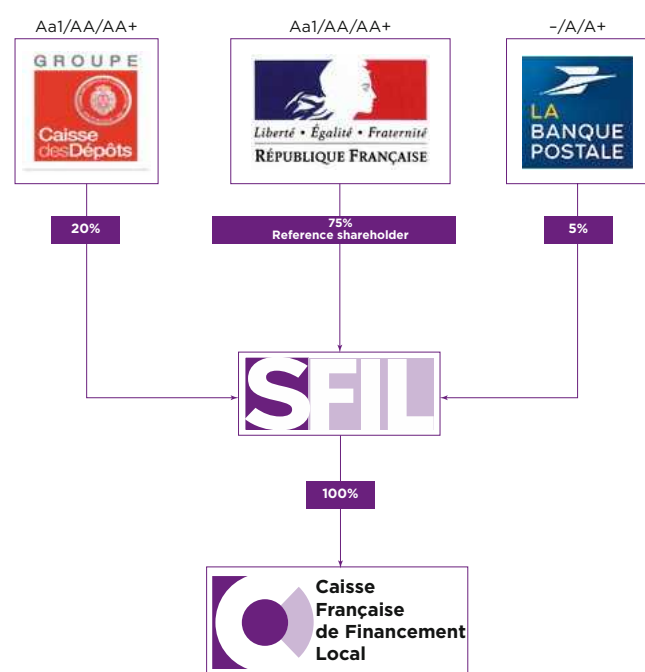 Aa1/AA/AA+
Aa1/AA/AA+
–/A/A+
GROUPE
Caisse
desDépôts
Liberté • Égalité • Fraternité
RÉPUBLIQUE FRANÇAISE
LA
BANQUE
POSTALE
20%
75%
Reference shareholder
5%
SFIL
100%
Caisse
Française
de Financement
Local